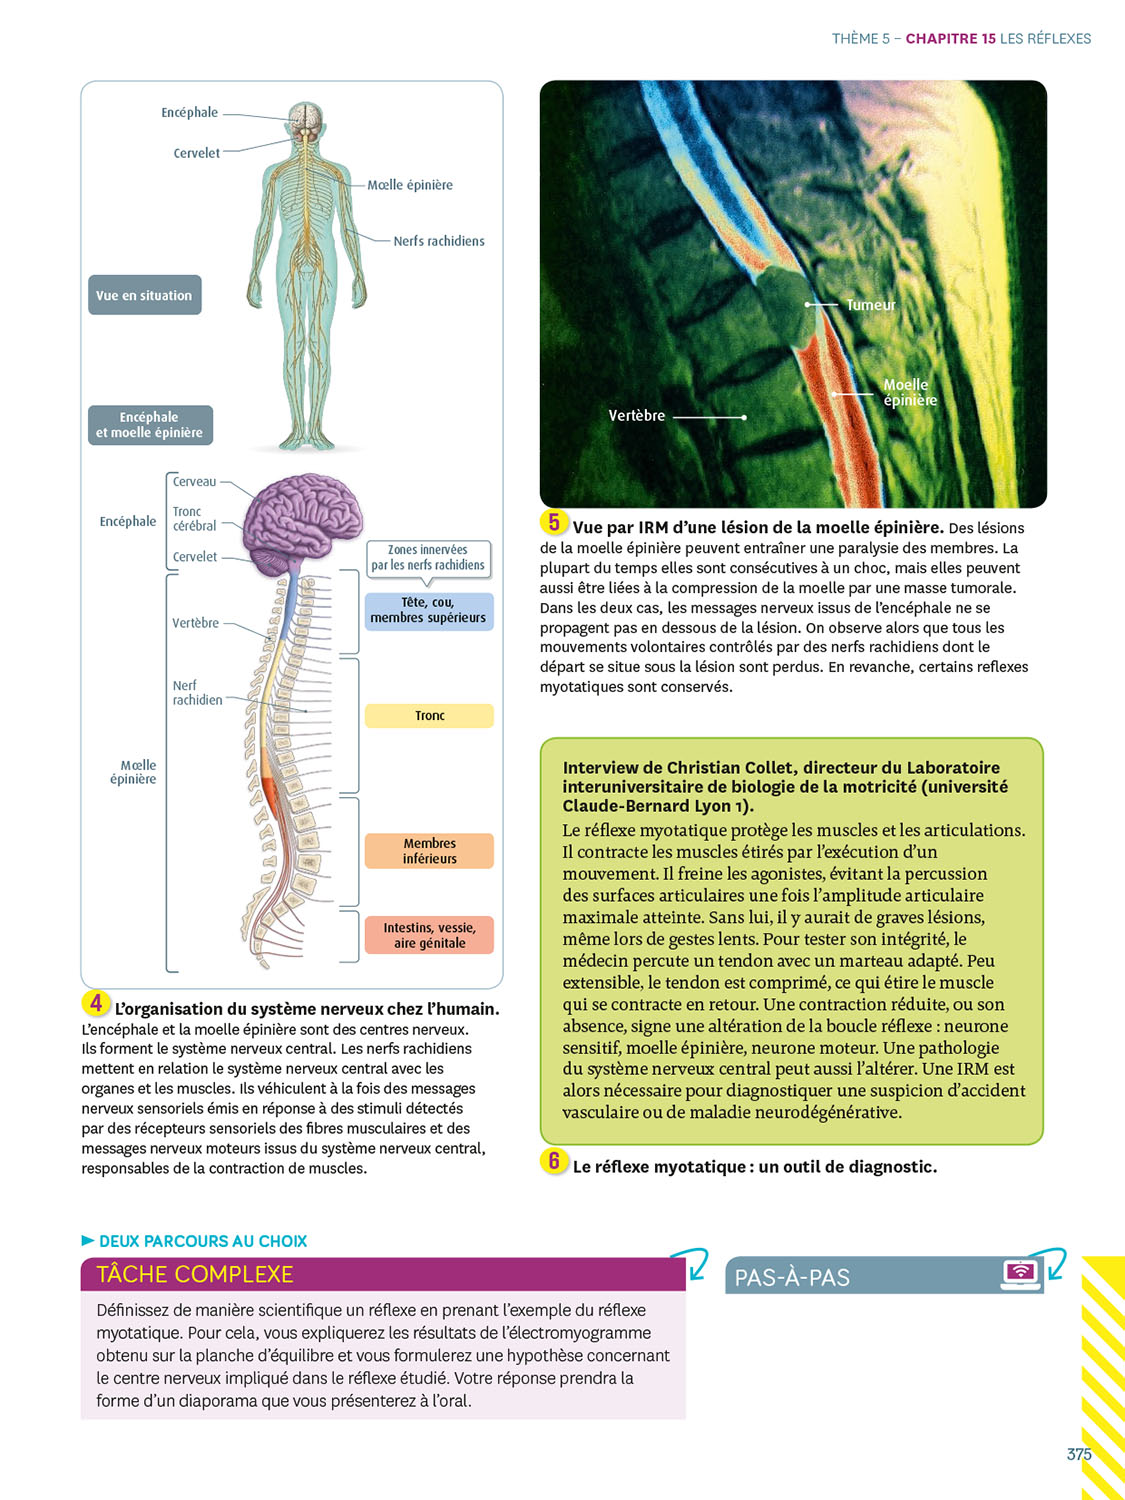 THÈME 5 – CHAPITRE 15 LES RÉFLEXES
Encéphale
Cervelet
Mœlle épinière
Nerfs rachidiens
Vue en situation
Encéphale
et moelle épinière
Cerveau
Tronc
cérébral
Encéphale
Cervelet
Zones innervées
par les nerfs rachidiens
Tête, cou,
membres supérieurs
Vertèbre
Nerf
rachidien
Tronc
Mœlle
épinière
Membres
inférieurs
Intestins, vessie,
aire génitale
4 L’organisation du système nerveux chez l’humain.
L’encéphale et la moelle épinière sont des centres nerveux.
Ils forment le système nerveux central. Les nerfs rachidiens
mettent en relation le système nerveux central avec les
organes et les muscles. Ils véhiculent à la fois des messages
nerveux sensoriels émis en réponse à des stimuli détectés
par des récepteurs sensoriels des fibres musculaires et des
messages nerveux moteurs issus du système nerveux central,
responsables de la contraction de muscles.
Tumeur
Moelle
épinière
Vertèbre
5 Vue par IRM d’une lésion de la moelle épinière. Des lésions
de la moelle épinière peuvent entraîner une paralysie des membres. La
plupart du temps elles sont consécutives à un choc, mais elles peuvent
aussi être liées à la compression de la moelle par une masse tumorale.
Dans les deux cas, les messages nerveux issus de l’encéphale ne se
propagent pas en dessous de la lésion. On observe alors que tous les
mouvements volontaires contrôlés par des nerfs rachidiens dont le
départ se situe sous la lésion sont perdus. En revanche, certains reflexes
myotatiques sont conservés.
Interview de Christian Collet, directeur du Laboratoire
interuniversitaire de biologie de la motricité (université
Claude-Bernard Lyon 1).
Le réflexe myotatique protège les muscles et les articulations.
Il contracte les muscles étirés par l’exécution d’un
mouvement. Il freine les agonistes, évitant la percussion
des surfaces articulaires une fois l’amplitude articulaire
maximale atteinte. Sans lui, il y aurait de graves lésions,
même lors de gestes lents. Pour tester son intégrité, le
médecin percute un tendon avec un marteau adapté. Peu
extensible, le tendon est comprimé, ce qui étire le muscle
qui se contracte en retour. Une contraction réduite, ou son
absence, signe une altération de la boucle réflexe : neurone
sensitif, moelle épinière, neurone moteur. Une pathologie
du système nerveux central peut aussi l’altérer. Une IRM est
alors nécessaire pour diagnostiquer une suspicion d’accident
vasculaire ou de maladie neurodégénérative.
6 Le réflexe myotatique : un outil de diagnostic.
► DEUX PARCOURS AU CHOIX
TÂCHE COMPLEXE
Définissez de manière scientifique un réflexe en prenant l’exemple du réflexe
myotatique. Pour cela, vous expliquerez les résultats de l’électromyogramme
obtenu sur la planche d’équilibre et vous formulerez une hypothèse concernant
le centre nerveux impliqué dans le réflexe étudié. Votre réponse prendra la
forme d’un diaporama que vous présenterez à l’oral.
PAS-À-PAS
375